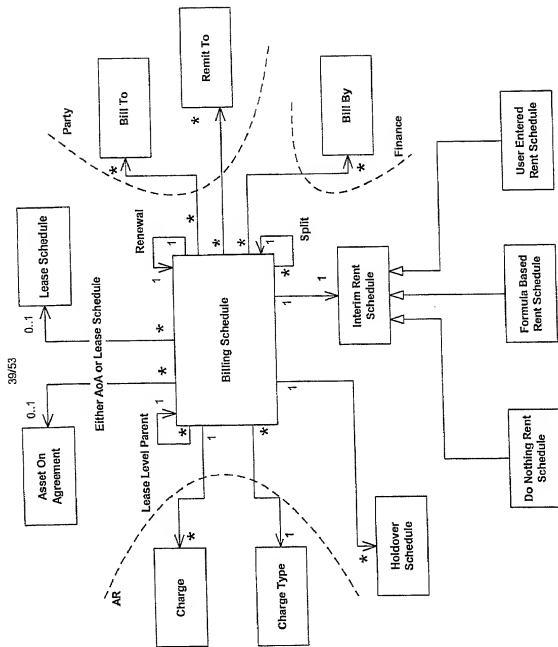 39/53
Asset On
Agreement
Lease Schedule
0..1
0..1
Either AoA or Lease Schedule
*
*
Party
Bill To
Remit To
*
*
Renewal
1
1
*
*
Lease Level Parent
1
*
Billing Schedule
AR
Charge
*
1
Charge Type
1
*
*
1
*
Split
Bill By
*
Finance
1
1
1
Holdover
Schedule
*
Interim Rent
Schedule
Do Nothing Rent
Schedule
Formula Based
Rent Schedule
User Entered
Rent Schedule